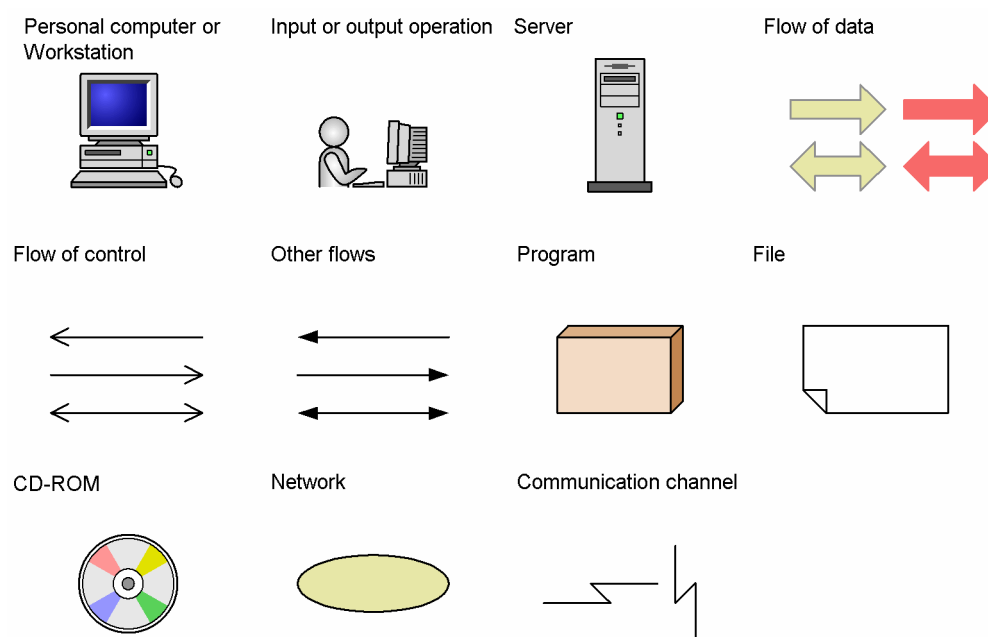 Personal computer or
Workstation
Input or output operation
Server
Flow of data
Flow of control
Other flows
Program
File
CD-ROM
Network
Communication channel